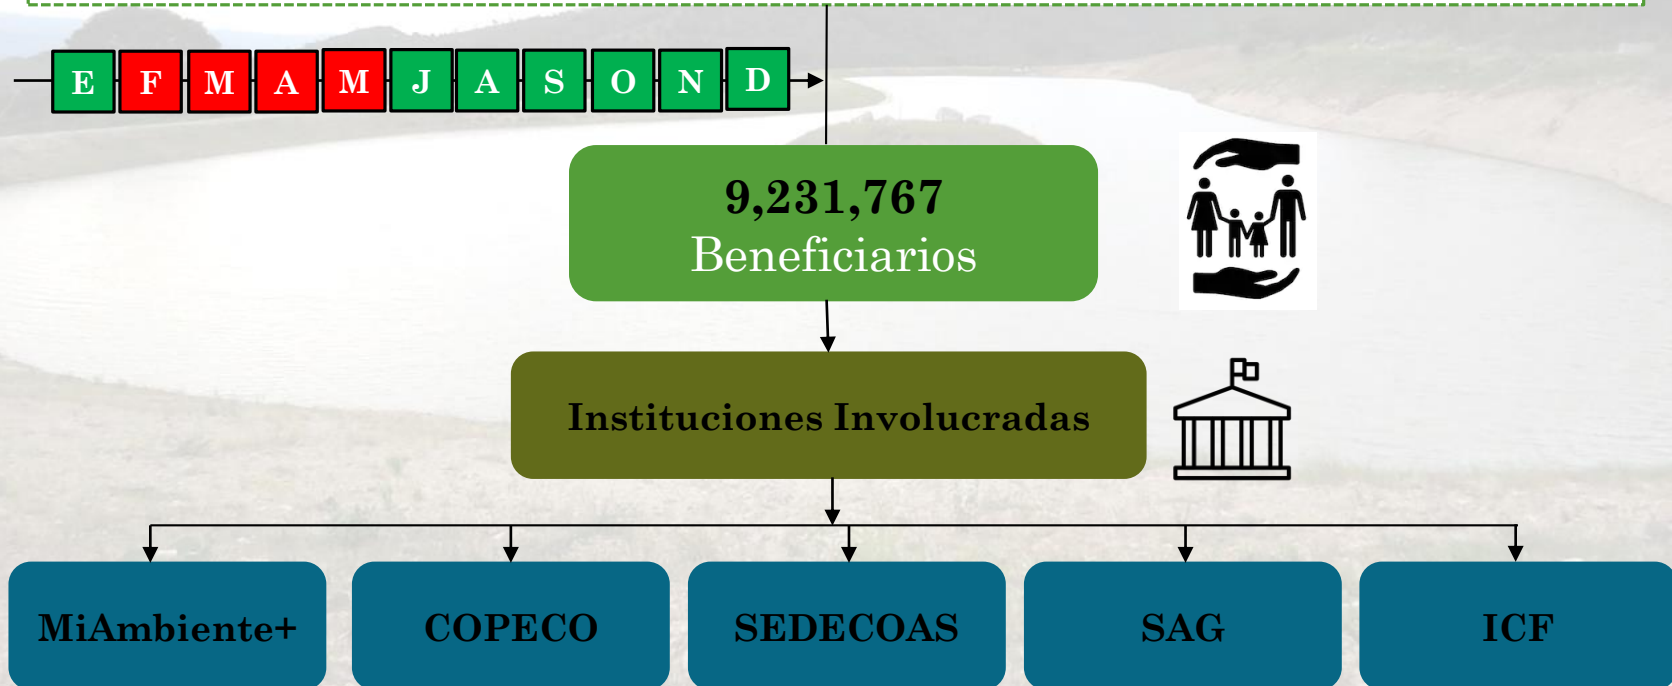 E F M A M J A S O N D
9,231,767
Beneficiarios
Instituciones Involucradas
MiAmbiente+ COPECO SEDECOAS SAG ICF